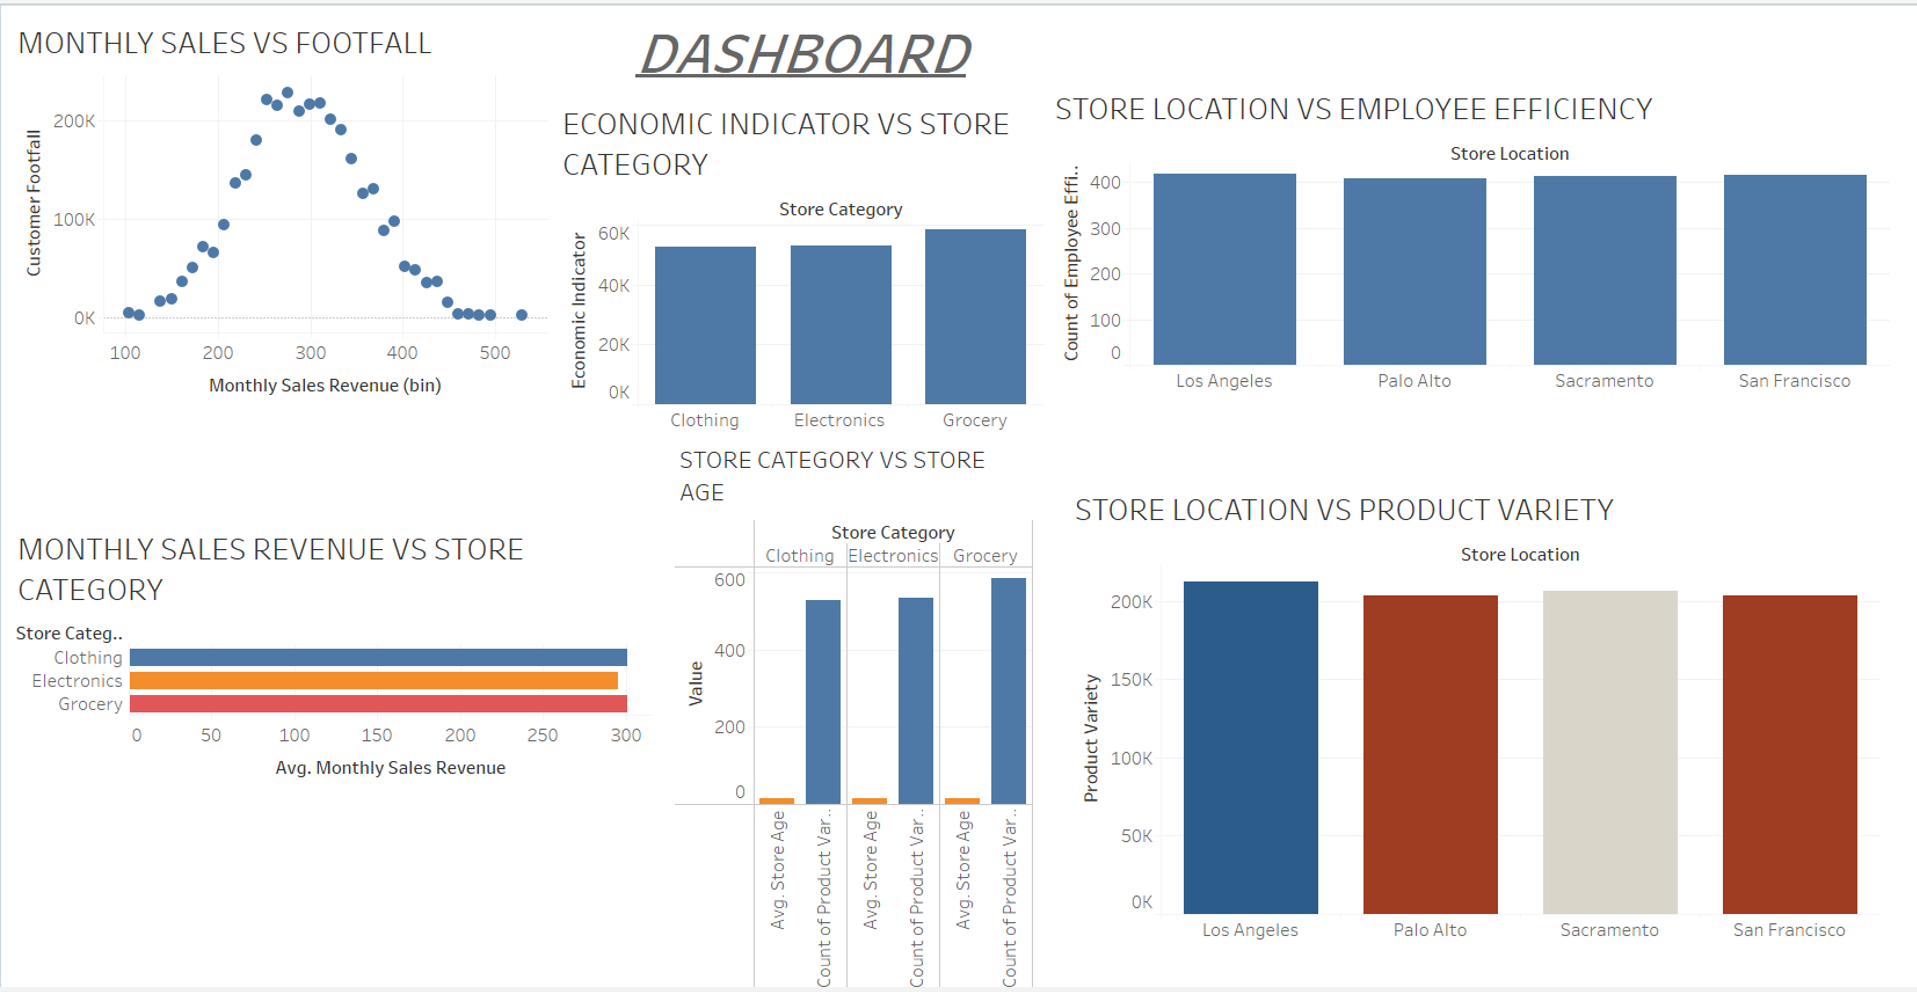 MONTHLY SALES VS FOOTFALL
Customer Footfall
200K
100K
0K
100 200 300 400 500
Monthly Sales Revenue (bin)
DASHBOARD
ECONOMIC INDICATOR VS STORE
CATEGORY
Store Category
Economic Indicator
60K
40K
20K
0K
Clothing Electronics Grocery
STORE LOCATION VS EMPLOYEE EFFICIENCY
Store Location
Count of Employee Effi..
400
300
200
100
0
Los Angeles Palo Alto Sacramento San Francisco
MONTHLY SALES REVENUE VS STORE
CATEGORY
Store Categ..
Clothing
Electronics
Grocery
0 50 100 150 200 250 300
Avg. Monthly Sales Revenue
STORE CATEGORY VS STORE
AGE
Store Category
Clothing Electronics Grocery
Value
600
400
200
0
Avg. Store Age
Count of Product Var..
Avg. Store Age
Count of Product Var..
Avg. Store Age
Count of Product Var..
STORE LOCATION VS PRODUCT VARIETY
Store Location
Product Variety
200K
150K
100K
50K
0K
Los Angeles Palo Alto Sacramento San Francisco